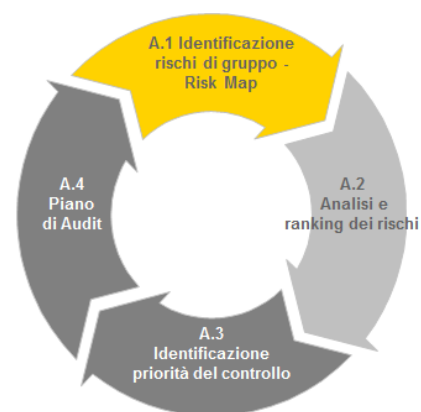 A.1 Identificazione
rischi di gruppo -
Risk Map
A.2
Analisi e
ranking dei rischi
A.3
Identificazione
priorità del controllo
A.4
Piano
di Audit